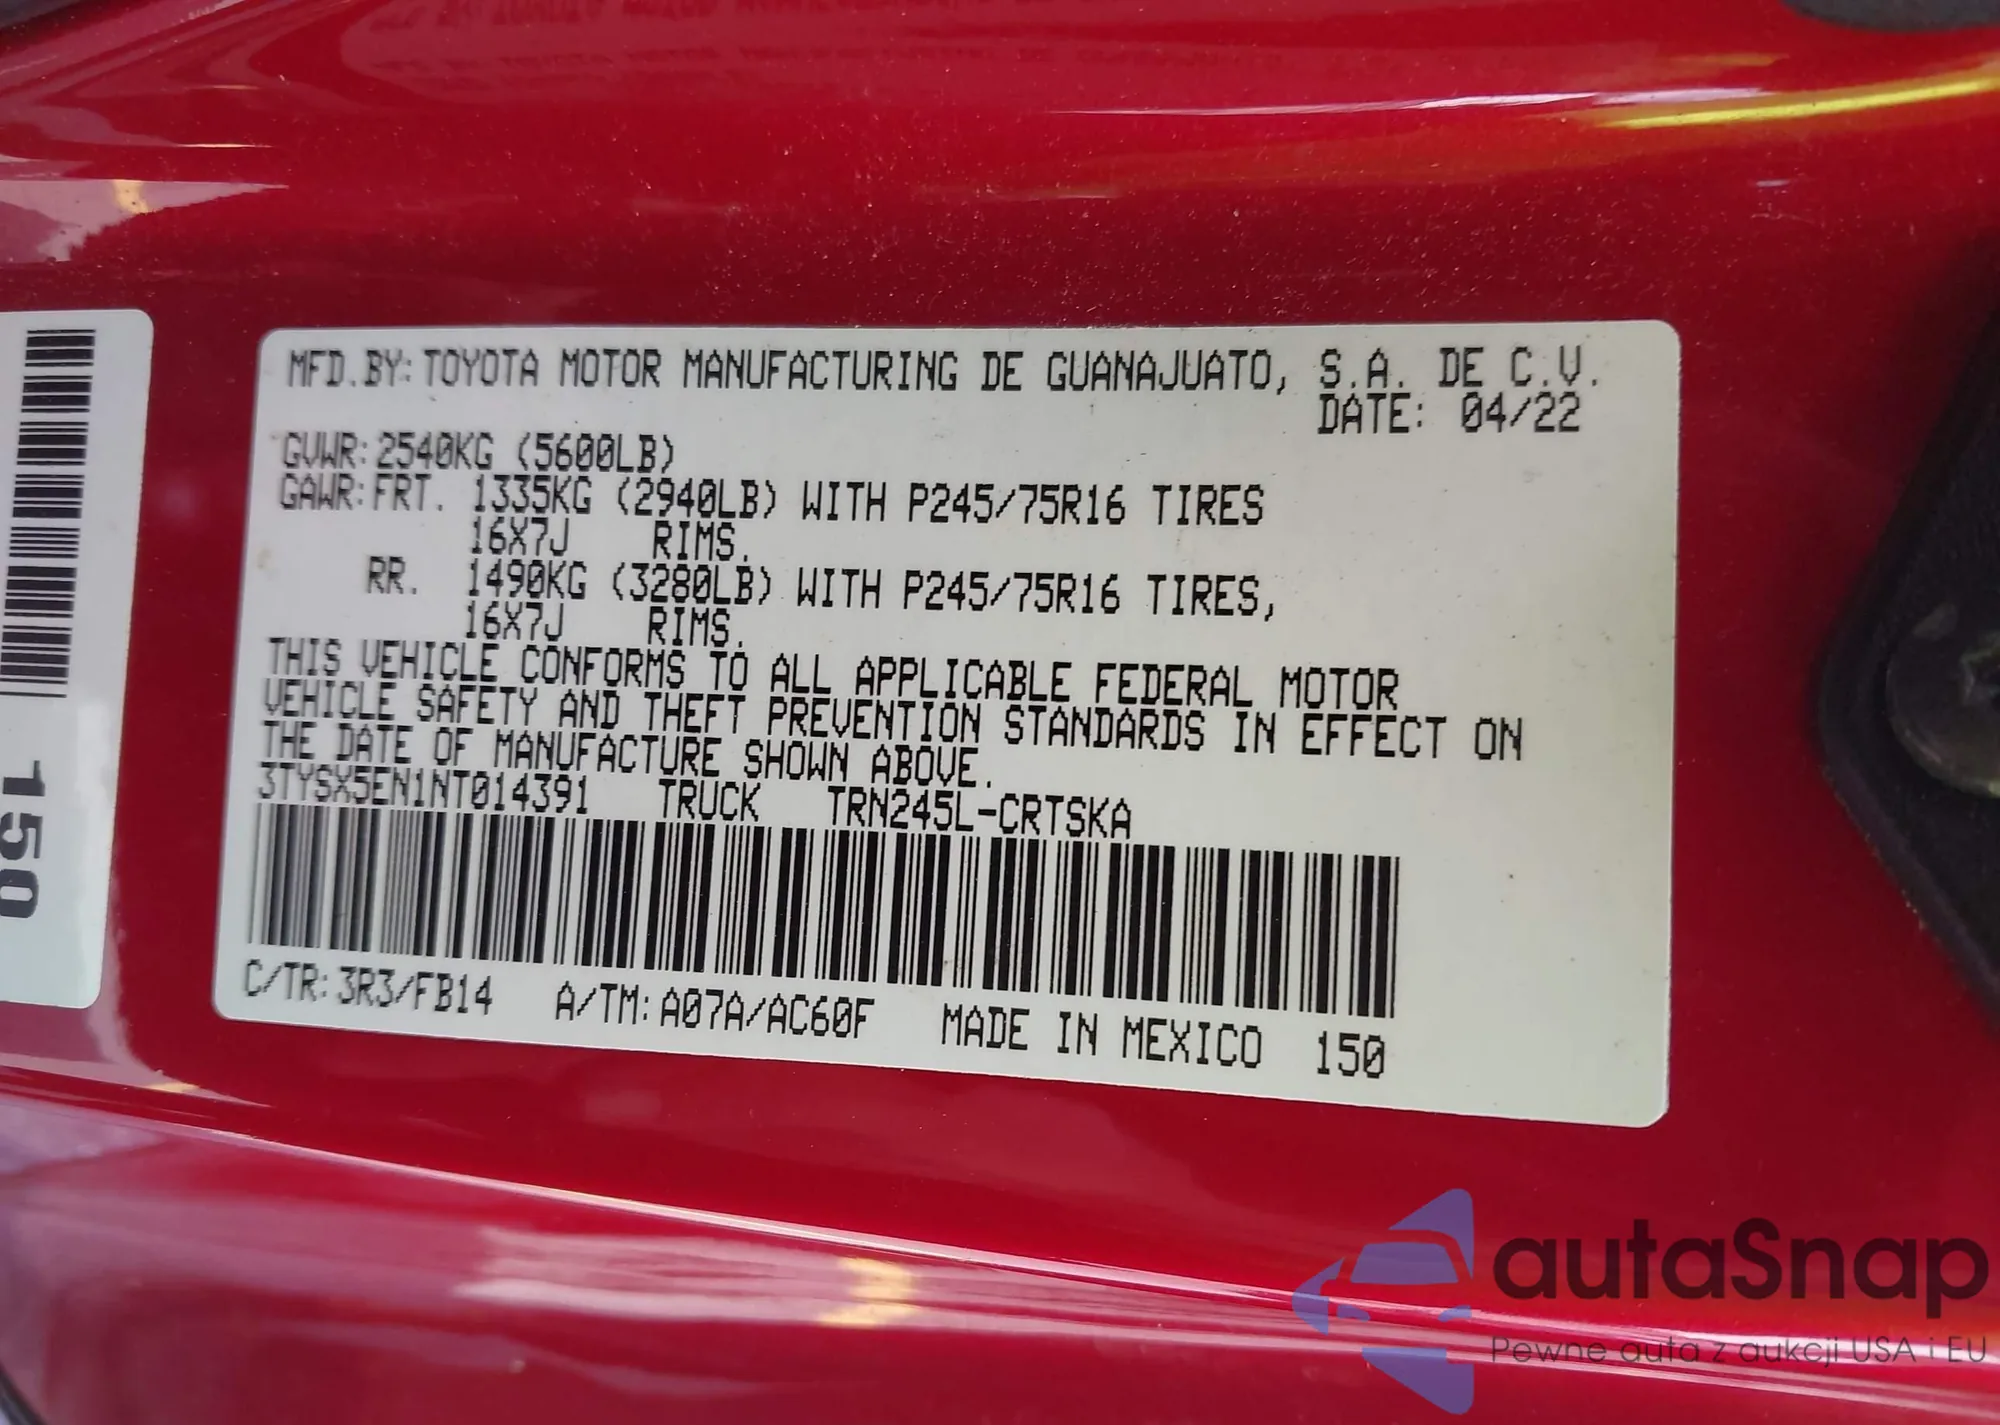 MFD.BY: TOYOTA MOTOR MANUFACTURING DE GUANAJUATO, S.A. DE C.V.
DATE: 04/22
GVWR: 2540KG (5600LB)
GAWR: FRT. 1335KG (2940LB) WITH P245/75R16 TIRES
16X7J RIMS.
RR. 1490KG (3280LB) WITH P245/75R16 TIRES,
16X7J RIMS.
THIS VEHICLE CONFORMS TO ALL APPLICABLE FEDERAL MOTOR
VEHICLE SAFETY AND THEFT PREVENTION STANDARDS IN EFFECT ON
THE DATE OF MANUFACTURE SHOWN ABOVE.
3TYSX5EN1NT014391 TRUCK TRN245L-CRTSKA
C/TR: 3R3/FB14 A/TM: A07A/AC60F MADE IN MEXICO 150
150
autaSnap
Pewne auta z aukcji USA i EU